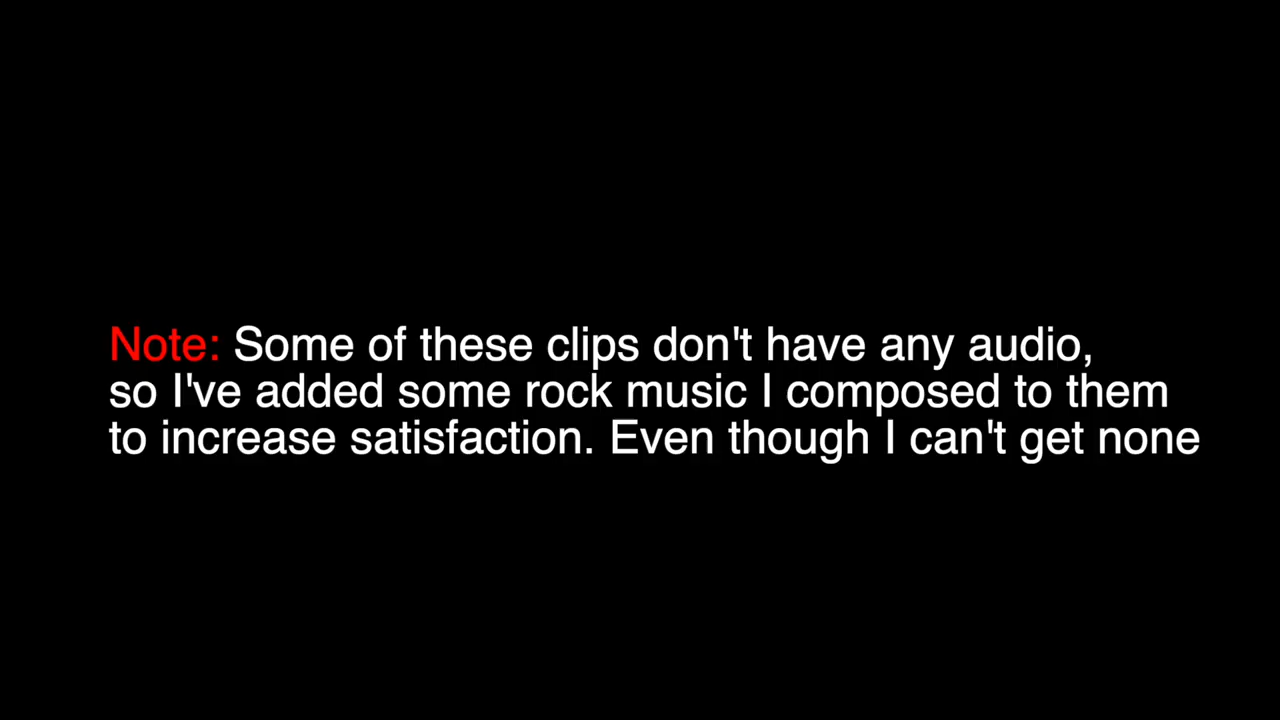 Note: Some of these clips don't have any audio,
so I've added some rock music I composed to them
to increase satisfaction. Even though I can't get none